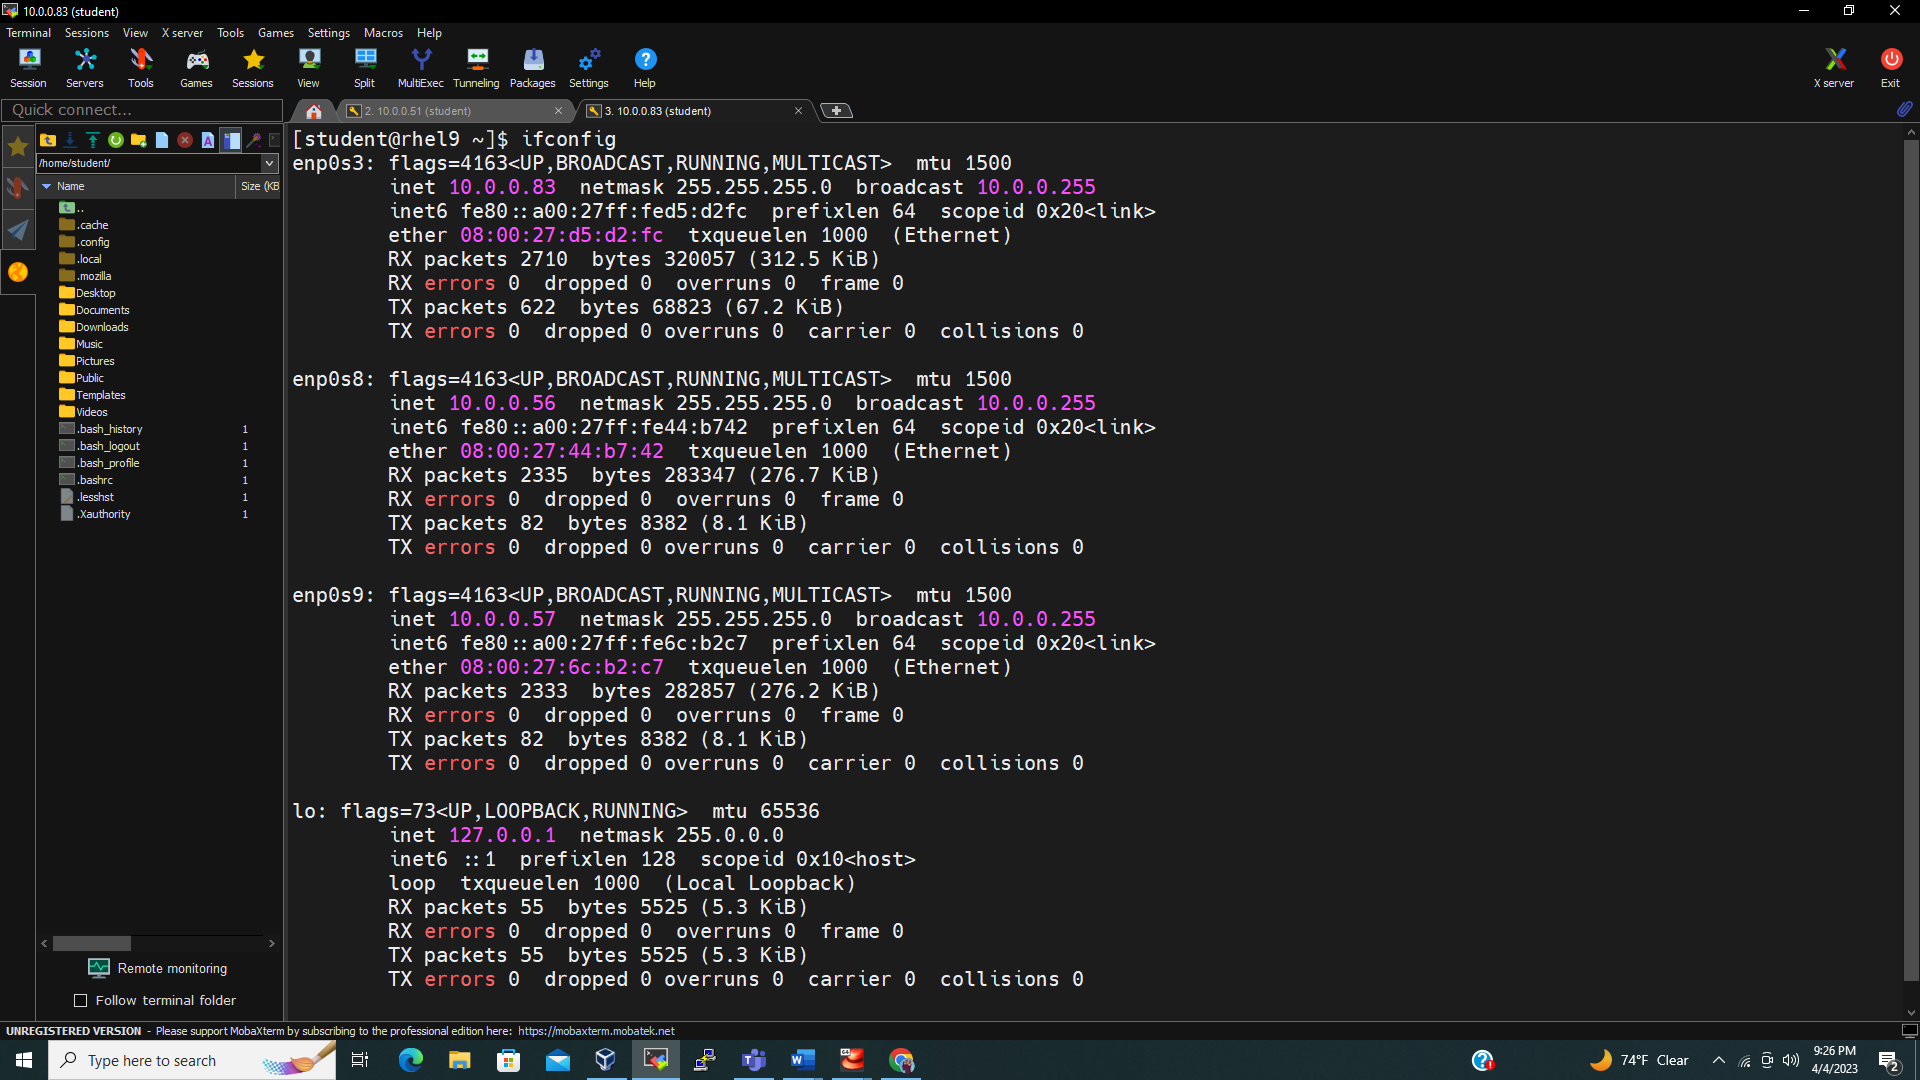 10.0.0.83 (student)
Terminal Sessions View X server Tools Games Settings Macros Help
Session Servers Tools Games Sessions View Split MultiExec Tunneling Packages Settings Help X server Exit
Quick connect...
2. 10.0.0.51 (student)
3. 10.0.0.83 (student)
/home/student/
Name Size (KB
..
.cache
.config
.local
.mozilla
Desktop
Documents
Downloads
Music
Pictures
Public
Templates
Videos
.bash_history 1
.bash_logout 1
.bash_profile 1
.bashrc 1
.lesshst 1
.Xauthority 1
Remote monitoring
Follow terminal folder
[student@rhel9 ~]$ ifconfig
enp0s3: flags=4163<UP,BROADCAST,RUNNING,MULTICAST>  mtu 1500
        inet 10.0.0.83  netmask 255.255.255.0  broadcast 10.0.0.255
        inet6 fe80::a00:27ff:fed5:d2fc  prefixlen 64  scopeid 0x20<link>
        ether 08:00:27:d5:d2:fc  txqueuelen 1000  (Ethernet)
        RX packets 2710  bytes 320057 (312.5 KiB)
        RX errors 0  dropped 0  overruns 0  frame 0
        TX packets 622  bytes 68823 (67.2 KiB)
        TX errors 0  dropped 0 overruns 0  carrier 0  collisions 0
enp0s8: flags=4163<UP,BROADCAST,RUNNING,MULTICAST>  mtu 1500
        inet 10.0.0.56  netmask 255.255.255.0  broadcast 10.0.0.255
        inet6 fe80::a00:27ff:fe44:b742  prefixlen 64  scopeid 0x20<link>
        ether 08:00:27:44:b7:42  txqueuelen 1000  (Ethernet)
        RX packets 2335  bytes 283347 (276.7 KiB)
        RX errors 0  dropped 0  overruns 0  frame 0
        TX packets 82  bytes 8382 (8.1 KiB)
        TX errors 0  dropped 0 overruns 0  carrier 0  collisions 0
enp0s9: flags=4163<UP,BROADCAST,RUNNING,MULTICAST>  mtu 1500
        inet 10.0.0.57  netmask 255.255.255.0  broadcast 10.0.0.255
        inet6 fe80::a00:27ff:fe6c:b2c7  prefixlen 64  scopeid 0x20<link>
        ether 08:00:27:6c:b2:c7  txqueuelen 1000  (Ethernet)
        RX packets 2333  bytes 282857 (276.2 KiB)
        RX errors 0  dropped 0  overruns 0  frame 0
        TX packets 82  bytes 8382 (8.1 KiB)
        TX errors 0  dropped 0 overruns 0  carrier 0  collisions 0
lo: flags=73<UP,LOOPBACK,RUNNING>  mtu 65536
        inet 127.0.0.1  netmask 255.0.0.0
        inet6 ::1  prefixlen 128  scopeid 0x10<host>
        loop  txqueuelen 1000  (Local Loopback)
        RX packets 55  bytes 5525 (5.3 KiB)
        RX errors 0  dropped 0  overruns 0  frame 0
        TX packets 55  bytes 5525 (5.3 KiB)
        TX errors 0  dropped 0 overruns 0  carrier 0  collisions 0
UNREGISTERED VERSION - Please support MobaXterm by subscribing to the professional edition here: https://mobaxterm.mobatek.net
Type here to search
74°F Clear
9:26 PM
4/4/2023
2